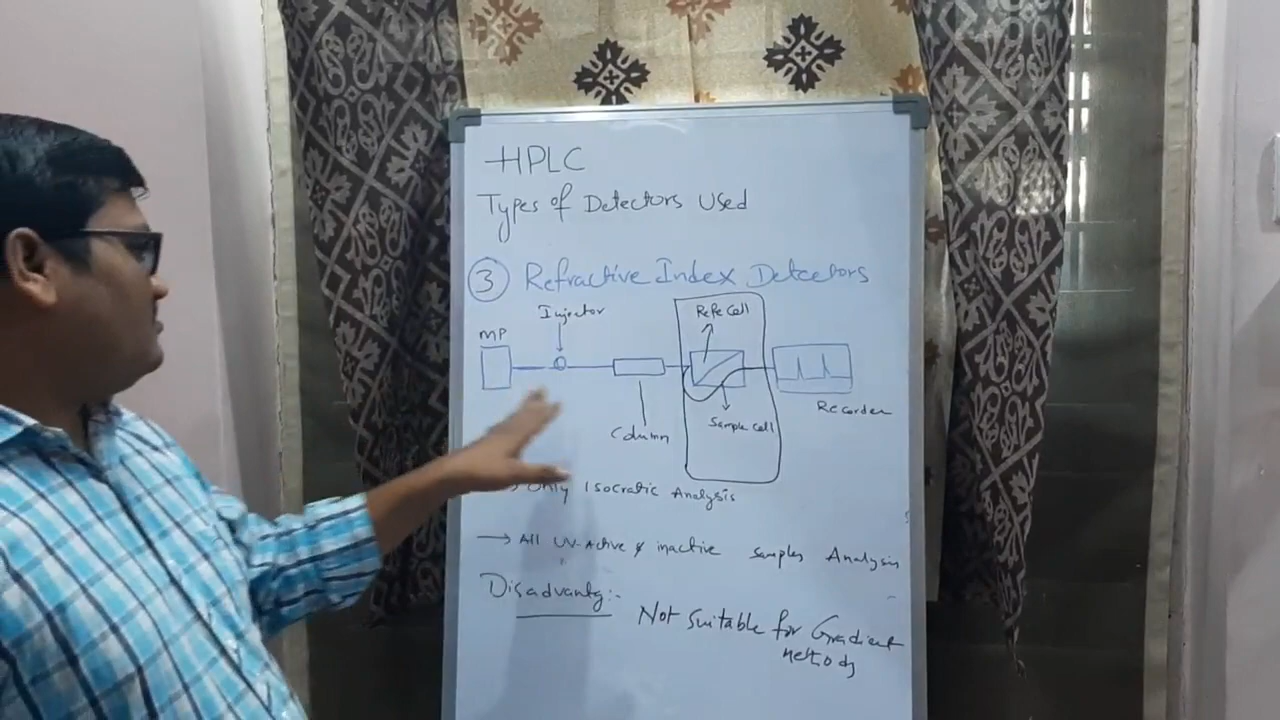 HPLC
Types of Detectors Used
3 Refractive Index Detectors
Injector
Refe Cell
MP
Recorder
Sample cell
Column
Only Isocratic Analysis
→ All UV-Active & inactive samples Analysis
Disadvantg:-
Not Suitable for Gradient
Methods